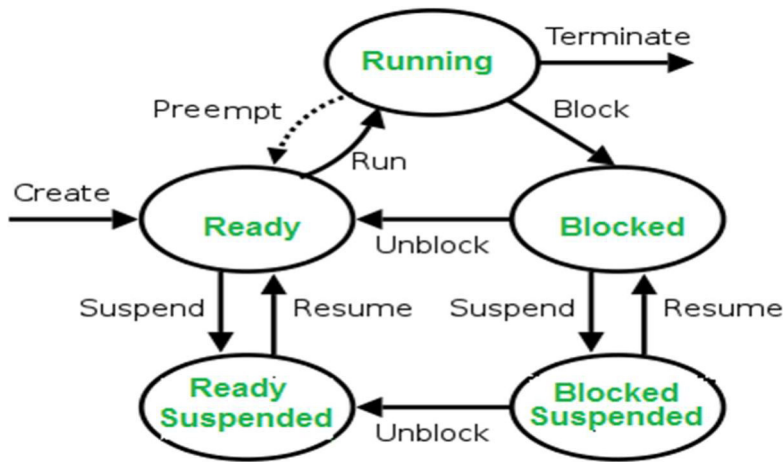 Terminate
Running
Preempt
Block
Run
Create
Ready
Unblock
Blocked
Suspend
Resume
Suspend
Resume
Ready
Suspended
Unblock
Blocked
Suspended